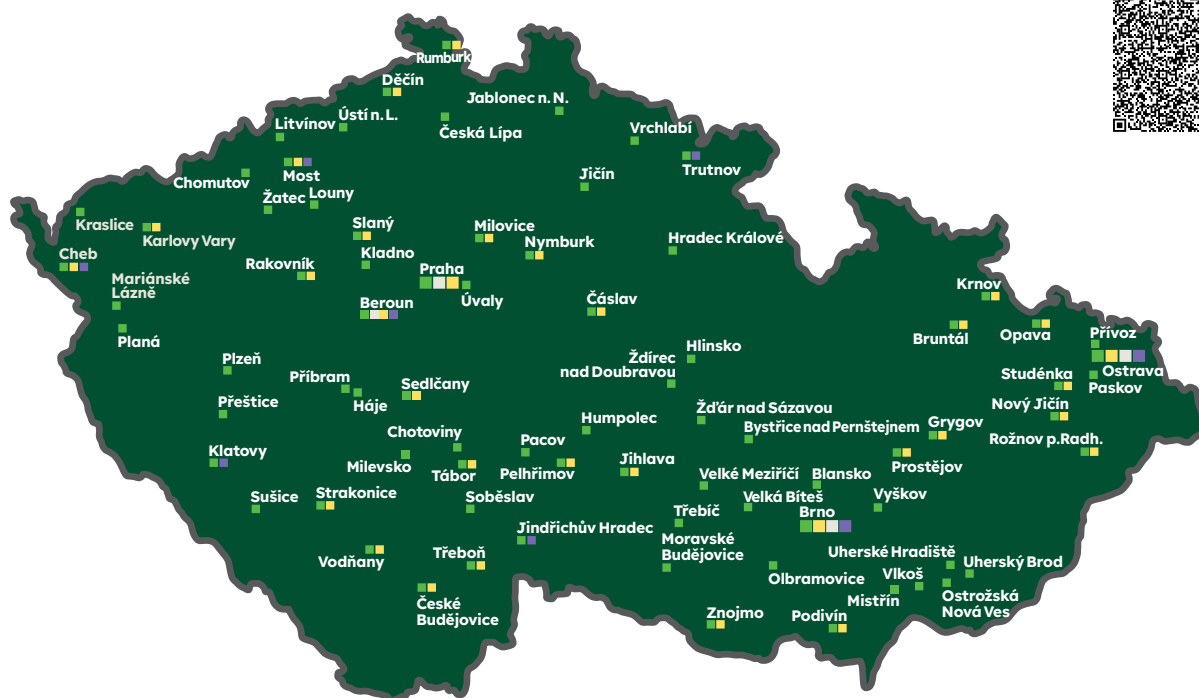 Rumburk
Děčín
Jablonec n. N.
Ústí n. L.
Litvínov
Česká Lípa
Vrchlabí
Most
Trutnov
Chomutov
Jičín
Žatec
Louny
Kraslice
Slaný
Milovice
Karlovy Vary
Nymburk
Hradec Králové
Cheb
Kladno
Rakovník
Praha
Mariánské
Lázně
Krnov
Beroun
Úvaly
Čáslav
Planá
Bruntál
Opava
Přívoz
Plzeň
Hlinsko
Ždírec
nad Doubravou
Ostrava
Studénka
Příbram
Sedlčany
Paskov
Přeštice
Háje
Žďár nad Sázavou
Nový Jičín
Humpolec
Bystřice nad Pernštejnem
Grygov
Chotoviny
Pacov
Rožnov p.Radh.
Klatovy
Jihlava
Milevsko
Prostějov
Tábor
Pelhřimov
Velké Meziříčí
Blansko
Sušice
Strakonice
Soběslav
Velká Bíteš
Vyškov
Třebíč
Brno
Jindřichův Hradec
Moravské
Budějovice
Vodňany
Třeboň
Uherské Hradiště
Uherský Brod
Olbramovice
Vlkoš
Mistřín
Ostrožská
Nová Ves
České
Budějovice
Znojmo
Podivín